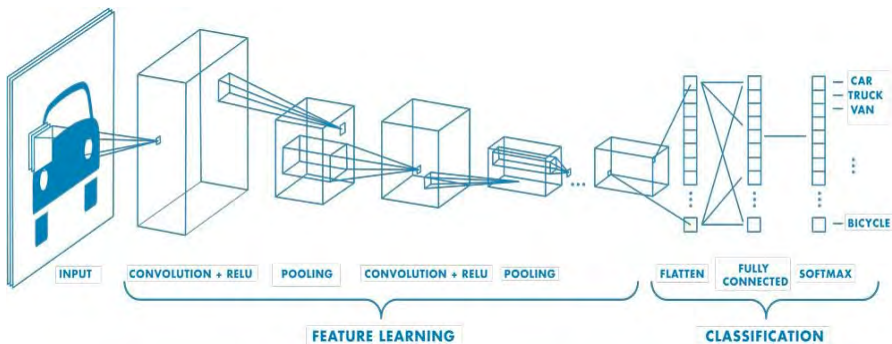 CAR
TRUCK
VAN
BICYCLE
INPUT
CONVOLUTION + RELU
POOLING
CONVOLUTION + RELU
POOLING
FLATTEN
FULLY
CONNECTED
SOFTMAX
FEATURE LEARNING
CLASSIFICATION